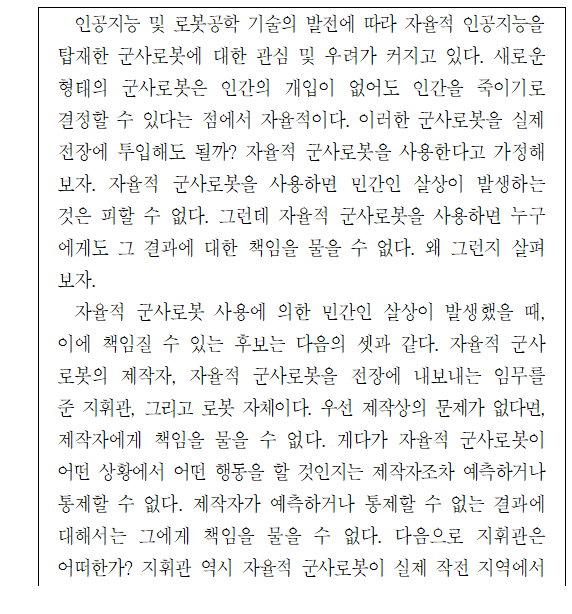 인공지능 및 로봇공학 기술의 발전에 따라 자율적 인공지능을
탑재한 군사로봇에 대한 관심 및 우려가 커지고 있다. 새로운
형태의 군사로봇은 인간의 개입이 없어도 인간을 죽이기로
결정할 수 있다는 점에서 자율적이다. 이러한 군사로봇을 실제
전장에 투입해도 될까? 자율적 군사로봇을 사용한다고 가정해
보자. 자율적 군사로봇을 사용하면 민간인 살상이 발생하는
것은 피할 수 없다. 그런데 자율적 군사로봇을 사용하면 누구
에게도 그 결과에 대한 책임을 물을 수 없다. 왜 그런지 살펴
보자.
자율적 군사로봇 사용에 의한 민간인 살상이 발생했을 때,
이에 책임질 수 있는 후보는 다음의 셋과 같다. 자율적 군사
로봇의 제작자, 자율적 군사로봇을 전장에 내보내는 임무를
준 지휘관, 그리고 로봇 자체이다. 우선 제작상의 문제가 없다면,
제작자에게 책임을 물을 수 없다. 게다가 자율적 군사로봇이
어떤 상황에서 어떤 행동을 할 것인지는 제작자조차 예측하거나
통제할 수 없다. 제작자가 예측하거나 통제할 수 없는 결과에
대해서는 그에게 책임을 물을 수 없다. 다음으로 지휘관은
어떠한가? 지휘관 역시 자율적 군사로봇이 실제 작전 지역에서